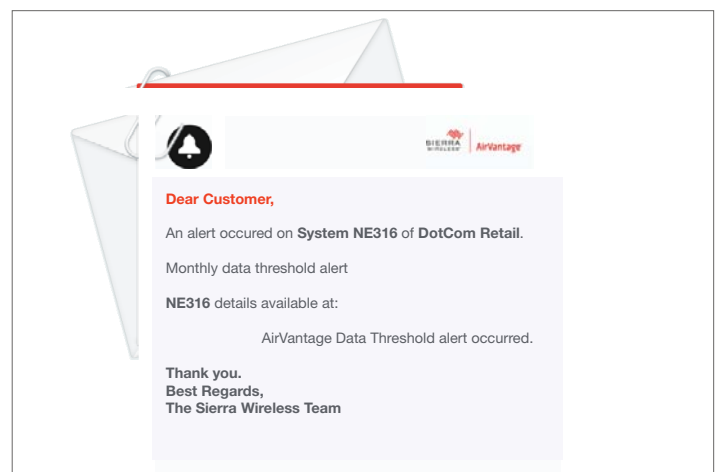 SIERRA
WIRELESS
AirVantage
Dear Customer,
An alert occured on System NE316 of DotCom Retail.
Monthly data threshold alert
NE316 details available at:
AirVantage Data Threshold alert occurred.
Thank you.
Best Regards,
The Sierra Wireless Team